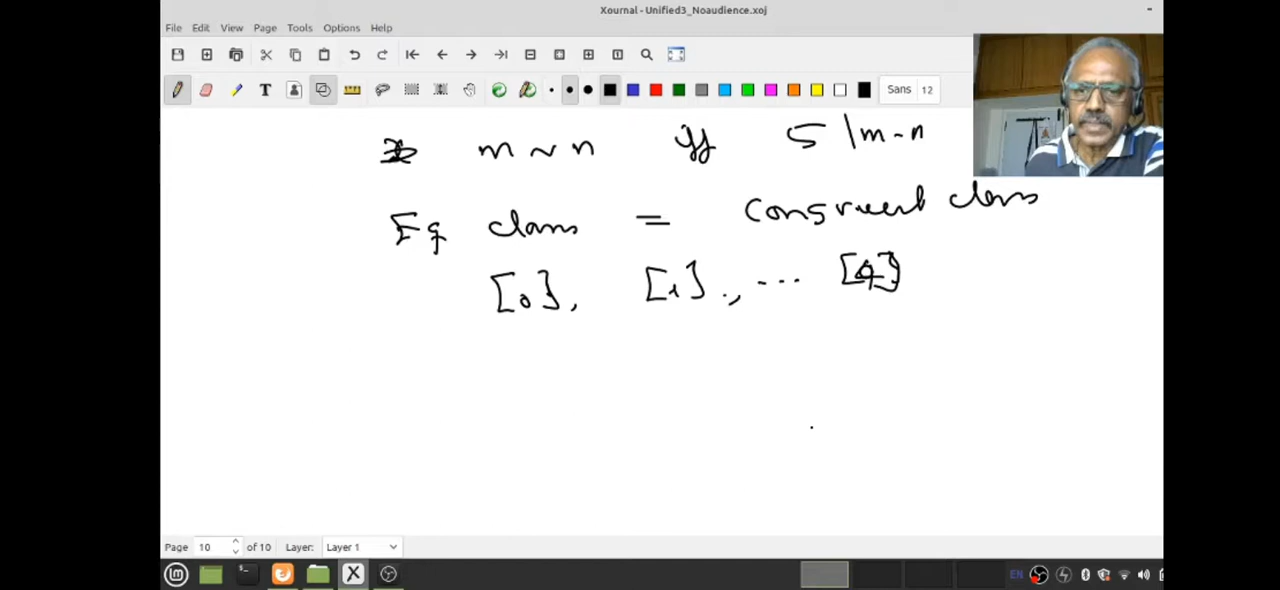 Xournal - Unified3_Noaudience.xoj
File Edit View Page Tools Options Help
Sans 12
m ~ n iff 5 | m - n
Eq class = Congruent class
[0], [1], ... [4]
Page 10 of 10 Layer: Layer 1
EN